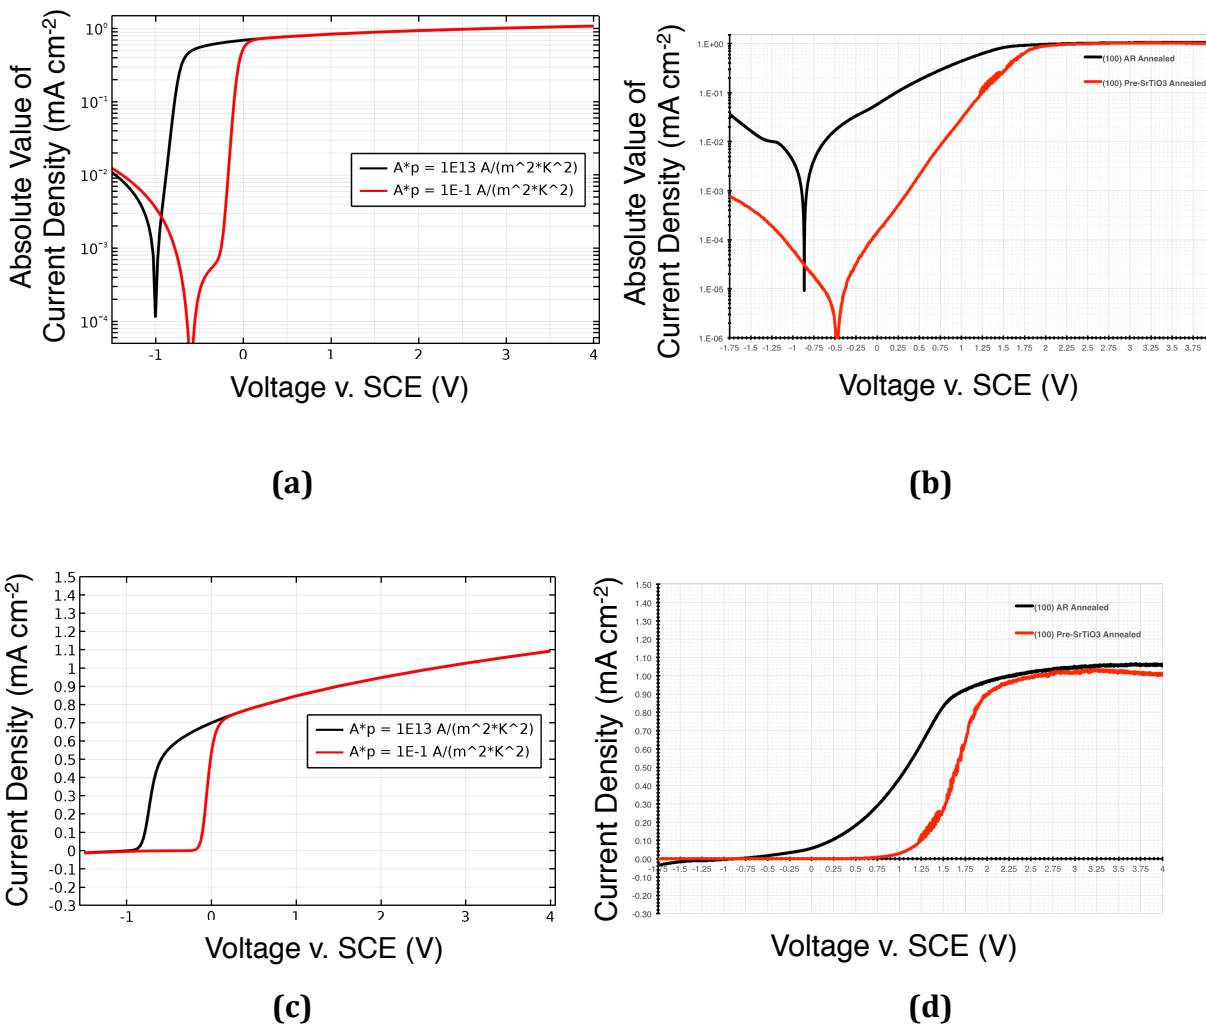 Absolute Value of
Current Density (mA cm-2)
10^0
10^-1
10^-2
10^-3
10^-4
A*p = 1E13 A/(m^2*K^2)
A*p = 1E-1 A/(m^2*K^2)
-1 0 1 2 3 4
Voltage v. SCE (V)
(a)
Absolute Value of
Current Density (mA cm-2)
1.E+00
1.E-01
1.E-02
1.E-03
1.E-04
1.E-05
1.E-06
(100) AR Annealed
(100) Pre-SrTiO3 Annealed
-1.75 -1.5 -1.25 -1 -0.75 -0.5 -0.25 0 0.25 0.5 0.75 1 1.25 1.5 1.75 2 2.25 2.5 2.75 3 3.25 3.5 3.75
Voltage v. SCE (V)
(b)
Current Density (mA cm-2)
1.5
1.4
1.3
1.2
1.1
1
0.9
0.8
0.7
0.6
0.5
0.4
0.3
0.2
0.1
0
-0.1
-0.2
-0.3
A*p = 1E13 A/(m^2*K^2)
A*p = 1E-1 A/(m^2*K^2)
-1 0 1 2 3 4
Voltage v. SCE (V)
(c)
Current Density (mA cm-2)
1.50
1.40
1.30
1.20
1.10
1.00
0.90
0.80
0.70
0.60
0.50
0.40
0.30
0.20
0.10
0.00
-0.10
-0.20
-0.30
(100) AR Annealed
(100) Pre-SrTiO3 Annealed
-1.75 -1.5 -1.25 -1 -0.75 -0.5 -0.25 0 0.25 0.5 0.75 1 1.25 1.5 1.75 2 2.25 2.5 2.75 3 3.25 3.5 3.75 4
Voltage v. SCE (V)
(d)